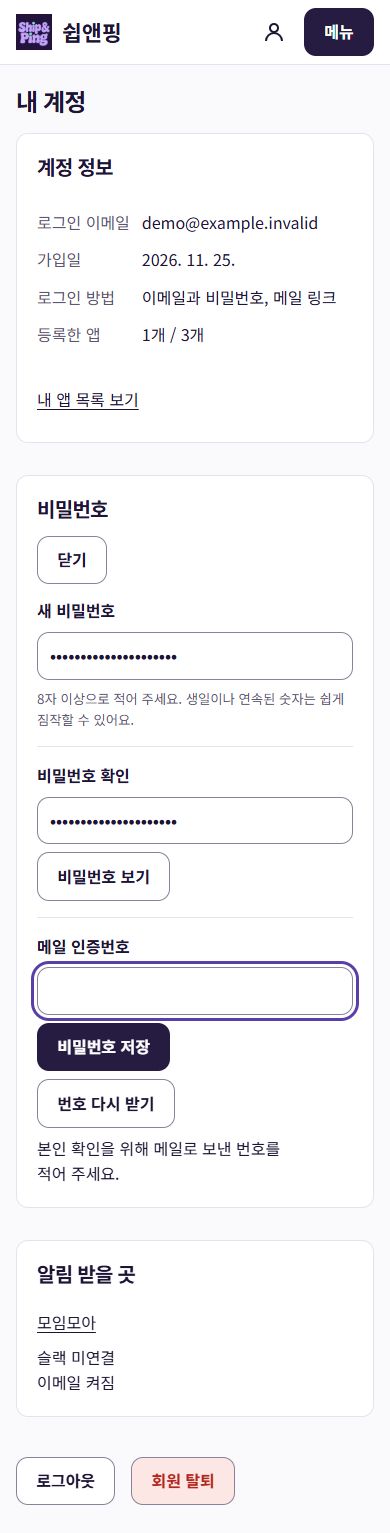 Ship&
Ping
쉽앤핑
메뉴
내 계정
계정 정보
로그인 이메일 demo@example.invalid
가입일 2026. 11. 25.
로그인 방법 이메일과 비밀번호, 메일 링크
등록한 앱 1개 / 3개
내 앱 목록 보기
비밀번호
닫기
새 비밀번호
•••••••••••••••••••••
8자 이상으로 적어 주세요. 생일이나 연속된 숫자는 쉽게
짐작할 수 있어요.
비밀번호 확인
•••••••••••••••••••••
비밀번호 보기
메일 인증번호
비밀번호 저장
번호 다시 받기
본인 확인을 위해 메일로 보낸 번호를
적어 주세요.
알림 받을 곳
모임모아
슬랙 미연결
이메일 켜짐
로그아웃
회원 탈퇴